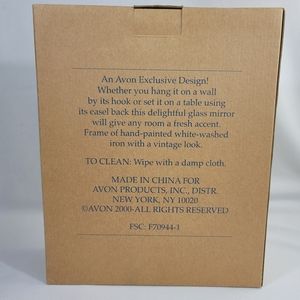 An Avon Exclusive Design!
Whether you hang it on a wall
by its hook or set it on a table using
its easel back this delightful glass mirror
will give any room a fresh accent.
Frame of hand-painted white-washed
iron with a vintage look.
TO CLEAN: Wipe with a damp cloth.
MADE IN CHINA FOR
AVON PRODUCTS, INC., DISTR.
NEW YORK, NY 10020
©AVON 2000-ALL RIGHTS RESERVED
FSC: F70944-1